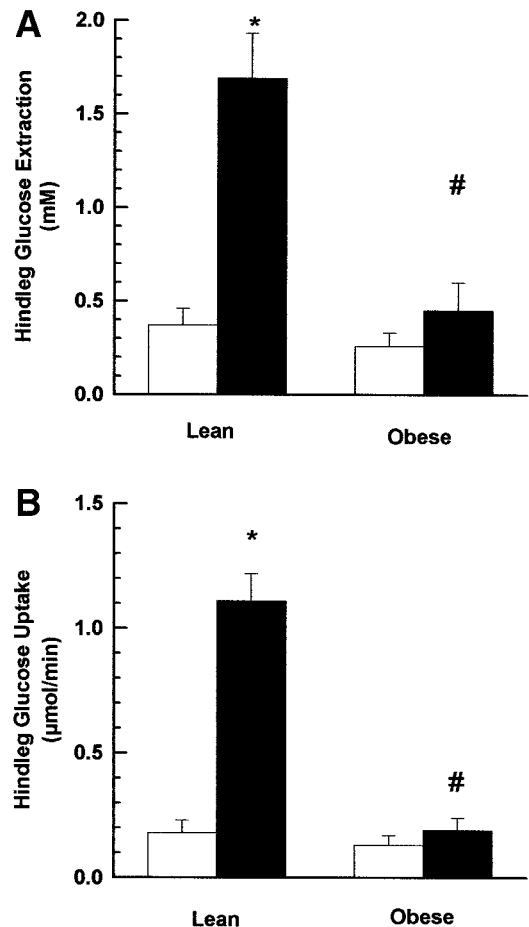 A
Hindleg Glucose Extraction
(mM)
2.0
1.5
1.0
0.5
0.0
*
#
Lean
Obese
B
Hindleg Glucose Uptake
(µmol/min)
1.5
1.0
0.5
0.0
*
#
Lean
Obese